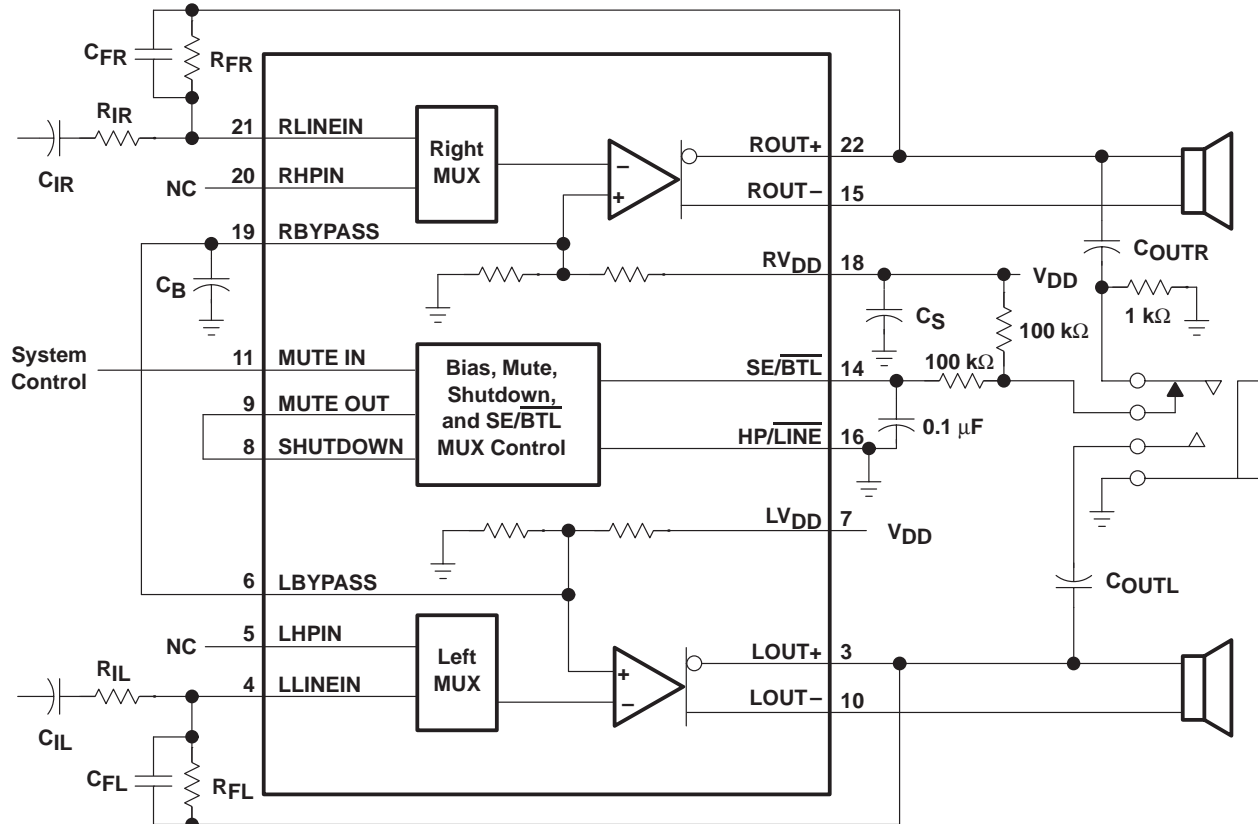 CFR
RFR
RIR
CIR
21 RLINEIN
NC 20 RHPIN
19 RBYPASS
CB
Right
MUX
ROUT+ 22
ROUT− 15
RVDD 18
VDD
CS
COUTR
1 kΩ
100 kΩ
100 kΩ
System
Control
11 MUTE IN
9 MUTE OUT
8 SHUTDOWN
Bias, Mute,
Shutdown,
and SE/BTL
MUX Control
SE/BTL 14
HP/LINE 16
0.1 µF
LVDD 7
VDD
6 LBYPASS
NC 5 LHPIN
4 LLINEIN
RIL
CIL
CFL
RFL
Left
MUX
LOUT+ 3
LOUT− 10
COUTL
− 
+
+
−